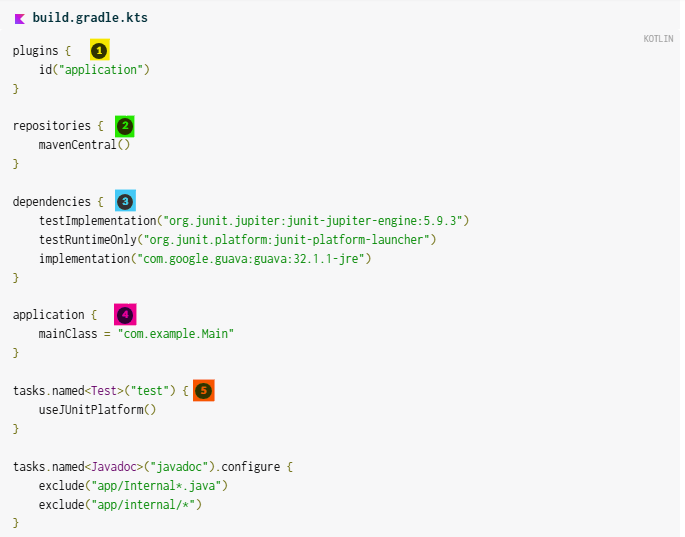 build.gradle.kts
KOTLIN
plugins { 1
id("application")
}
repositories { 2
mavenCentral()
}
dependencies { 3
testImplementation("org.junit.jupiter:junit-jupiter-engine:5.9.3")
testRuntimeOnly("org.junit.platform:junit-platform-launcher")
implementation("com.google.guava:guava:32.1.1-jre")
}
application { 4
mainClass = "com.example.Main"
}
tasks.named<Test>("test") { 5
useJUnitPlatform()
}
tasks.named<Javadoc>("javadoc").configure {
exclude("app/Internal*.java")
exclude("app/internal/*")
}